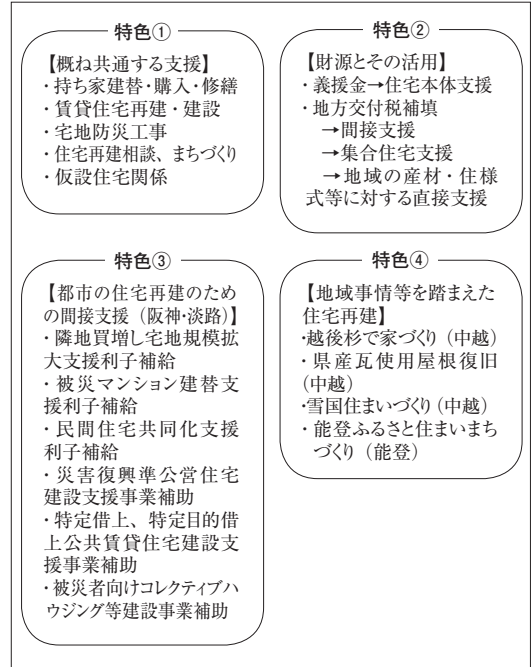 特色①
【概ね共通する支援】
・持ち家建替・購入・修繕
・賃貸住宅再建・建設
・宅地防災工事
・住宅再建相談、まちづくり
・仮設住宅関係
特色②
【財源とその活用】
・義援金→住宅本体支援
・地方交付税補填
→間接支援
→集合住宅支援
→地域の産材・住様
式等に対する直接支援
特色③
【都市の住宅再建のため
の間接支援（阪神・淡路）】
・隣地買増し宅地規模拡
大支援利子補給
・被災マンション建替支
援利子補給
・民間住宅共同化支援
利子補給
・災害復興準公営住宅
建設支援事業補助
・特定借上、特定目的借
上公共賃貸住宅建設支
援事業補助
・被災者向けコレクティブハ
ウジング等建設事業補助
特色④
【地域事情等を踏まえた
住宅再建】
・越後杉で家づくり（中越）
・県産瓦使用屋根復旧
（中越）
・雪国住まいづくり（中越）
・能登ふるさと住まいまち
づくり（能登）